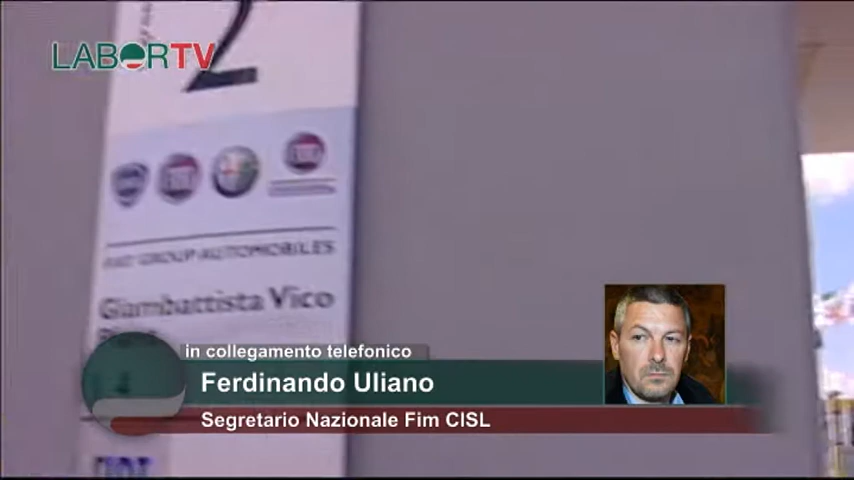 LABORTV
2
FIAT GROUP AUTOMOBILES
Giambattista Vico
in collegamento telefonico
Ferdinando Uliano
Segretario Nazionale Fim CISL